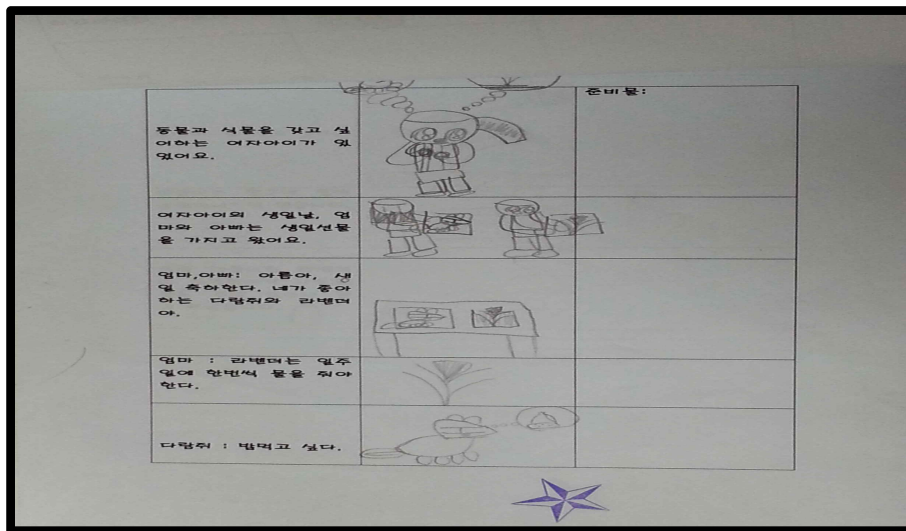 동물과 식물을 갖고 싶
어하는 여자아이가 있
었어요.
준비물:
여자아이의 생일날, 엄
마와 아빠는 생일선물
을 가지고 왔어요.
엄마,아빠: 아름아, 생
일 축하한다. 네가 좋아
하는 다람쥐와 라벤더
야.
엄마 : 라벤더는 일주
일에 한번씩 물을 줘야
한다.
다람쥐 : 밤먹고 싶다.